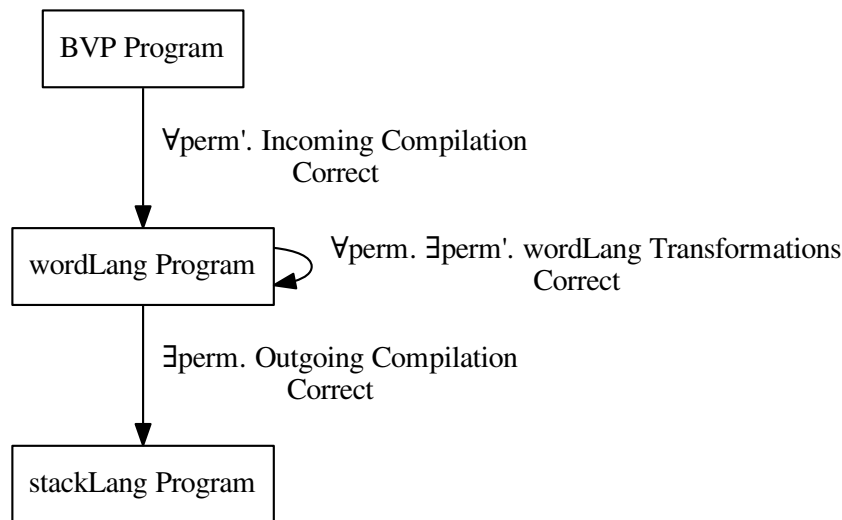 BVP Program
∀perm'. Incoming Compilation
Correct
wordLang Program
∀perm. ∃perm'. wordLang Transformations
Correct
∃perm. Outgoing Compilation
Correct
stackLang Program